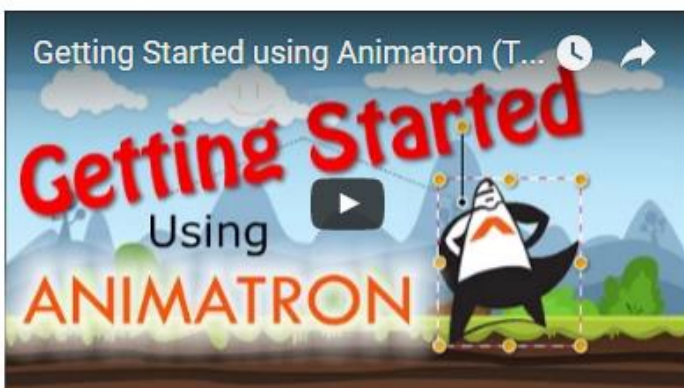 Getting Started using Animatron (T...
Getting Started
Using
ANIMATRON